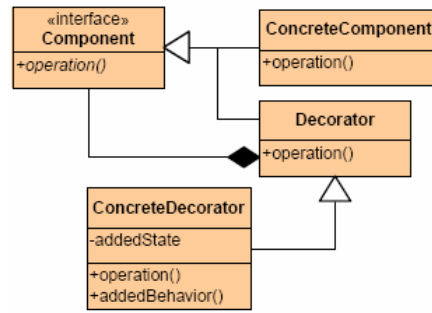 «interface»
Component
+operation()
ConcreteComponent
+operation()
Decorator
+operation()
ConcreteDecorator
-addedState
+operation()
+addedBehavior()